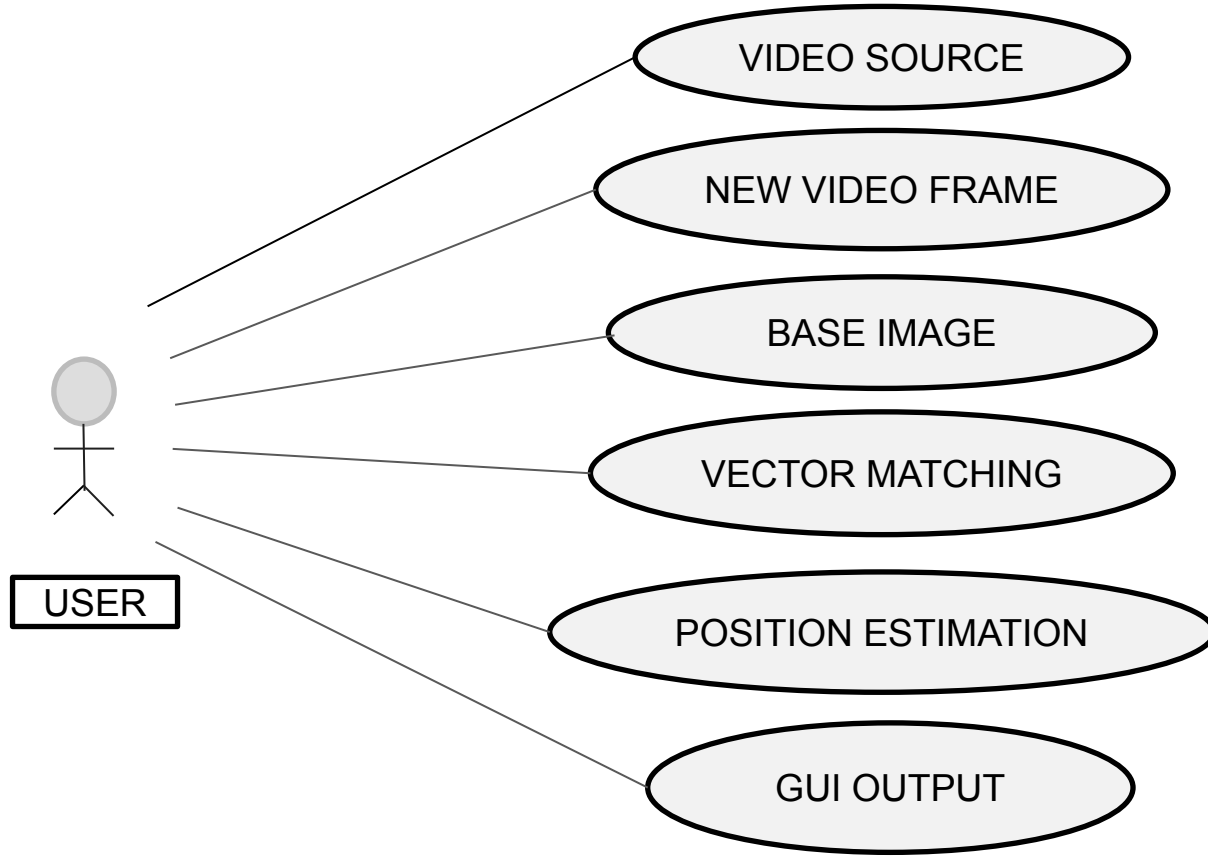 VIDEO SOURCE
NEW VIDEO FRAME
BASE IMAGE
VECTOR MATCHING
USER
POSITION ESTIMATION
GUI OUTPUT